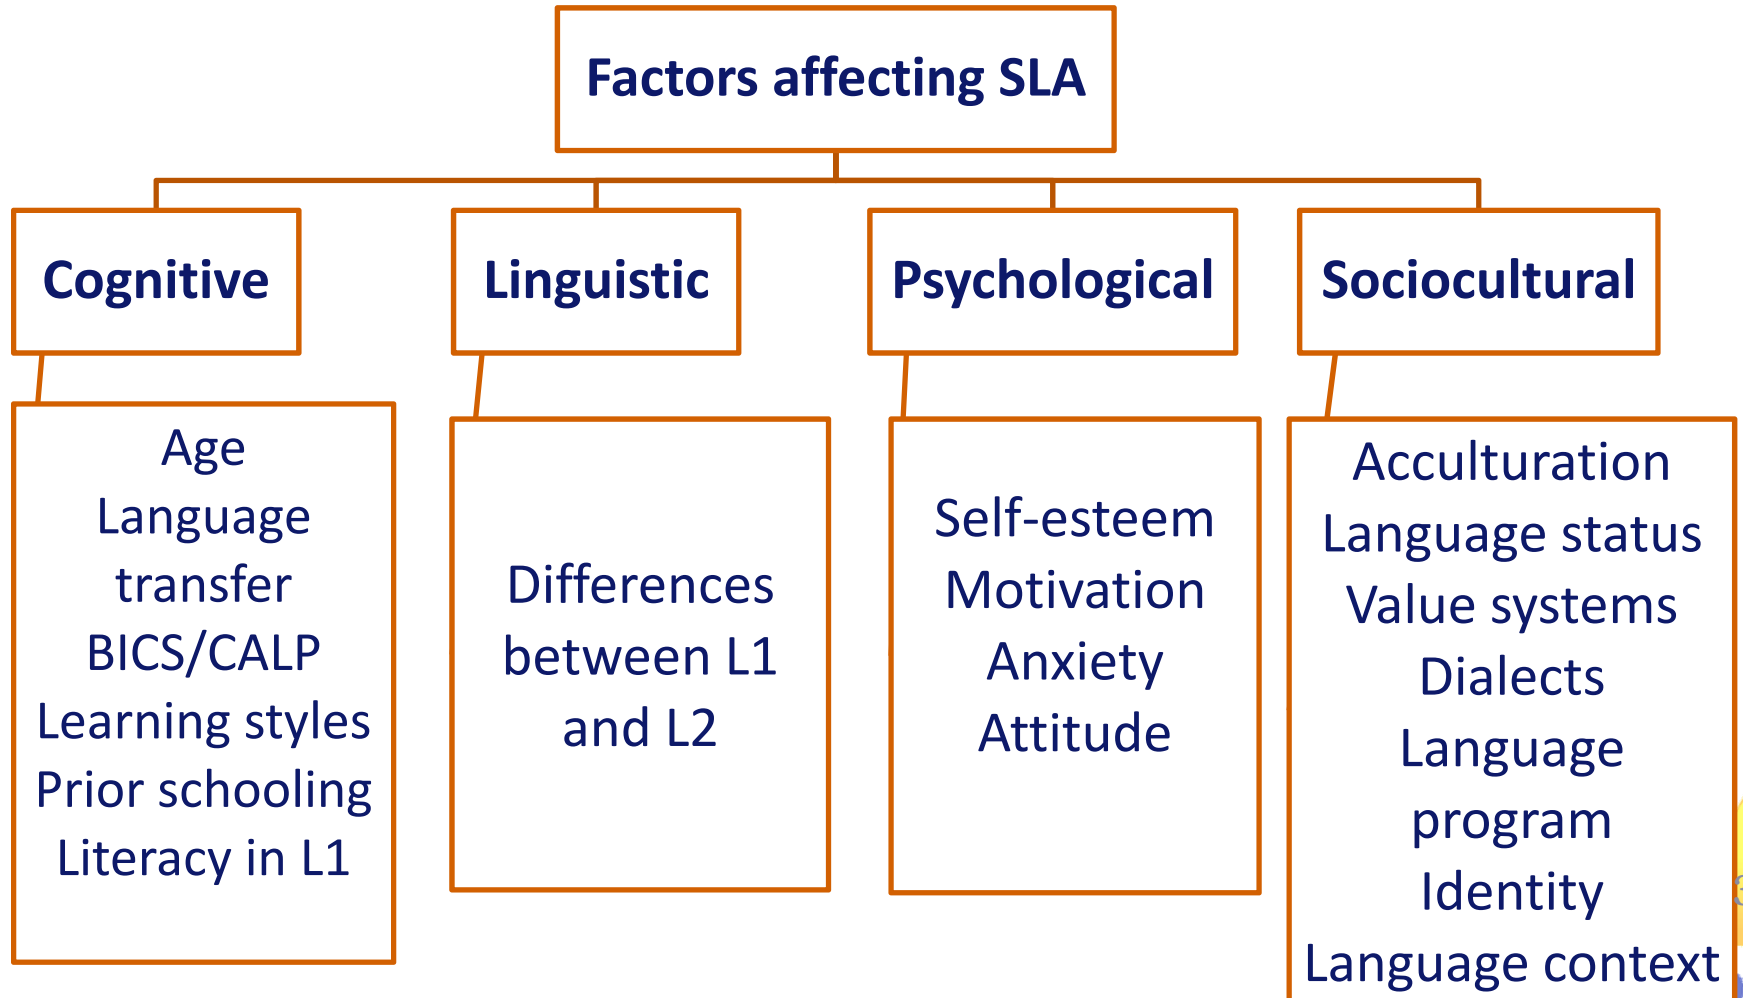 Factors affecting SLA
Cognitive
Linguistic
Psychological
Sociocultural
Age
Language
transfer
BICS/CALP
Learning styles
Prior schooling
Literacy in L1
Differences
between L1
and L2
Self-esteem
Motivation
Anxiety
Attitude
Acculturation
Language status
Value systems
Dialects
Language
program
Identity
Language context